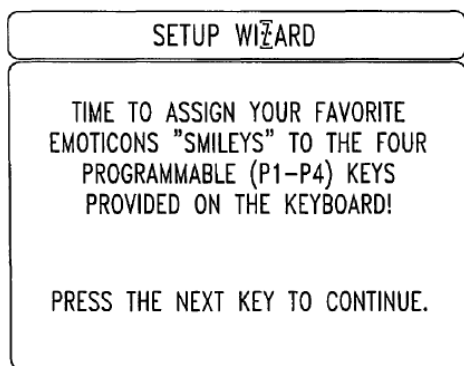 SETUP WIZARD
TIME TO ASSIGN YOUR FAVORITE
EMOTICONS "SMILEYS" TO THE FOUR
PROGRAMMABLE (P1-P4) KEYS
PROVIDED ON THE KEYBOARD!
PRESS THE NEXT KEY TO CONTINUE.